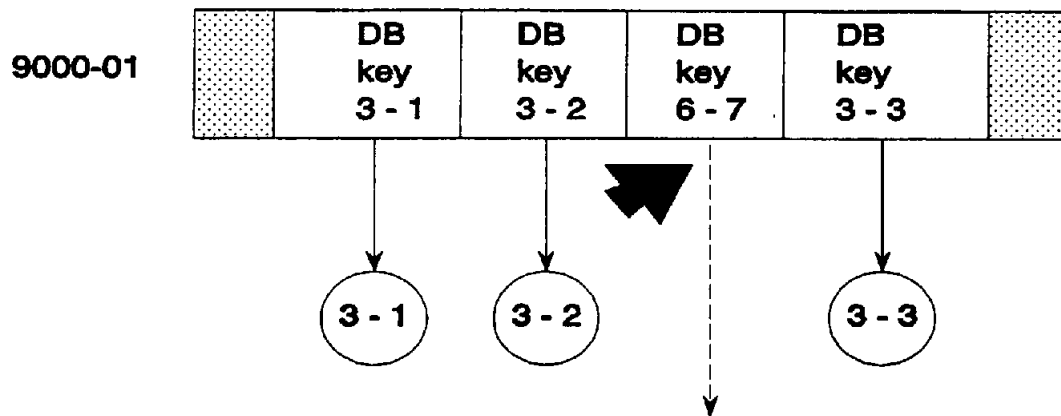 9000-01
DB key 3 - 1
DB key 3 - 2
DB key 6 - 7
DB key 3 - 3
3 - 1
3 - 2
3 - 3